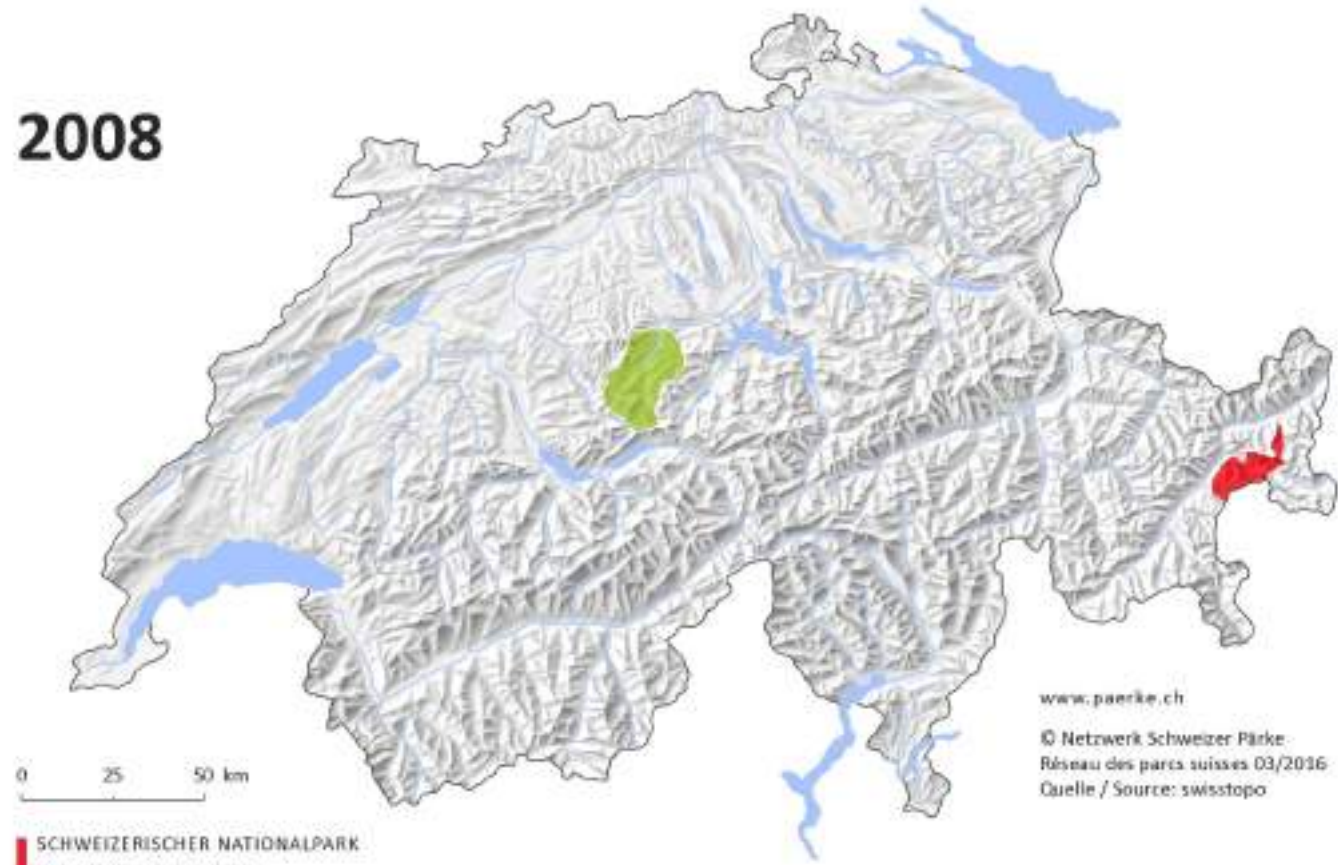 2008
www.paerke.ch
© Netzwerk Schweizer Pärke
Réseau des parcs suisses 03/2016
Quelle / Source: swisstopo
0 25 50 km
SCHWEIZERISCHER NATIONALPARK